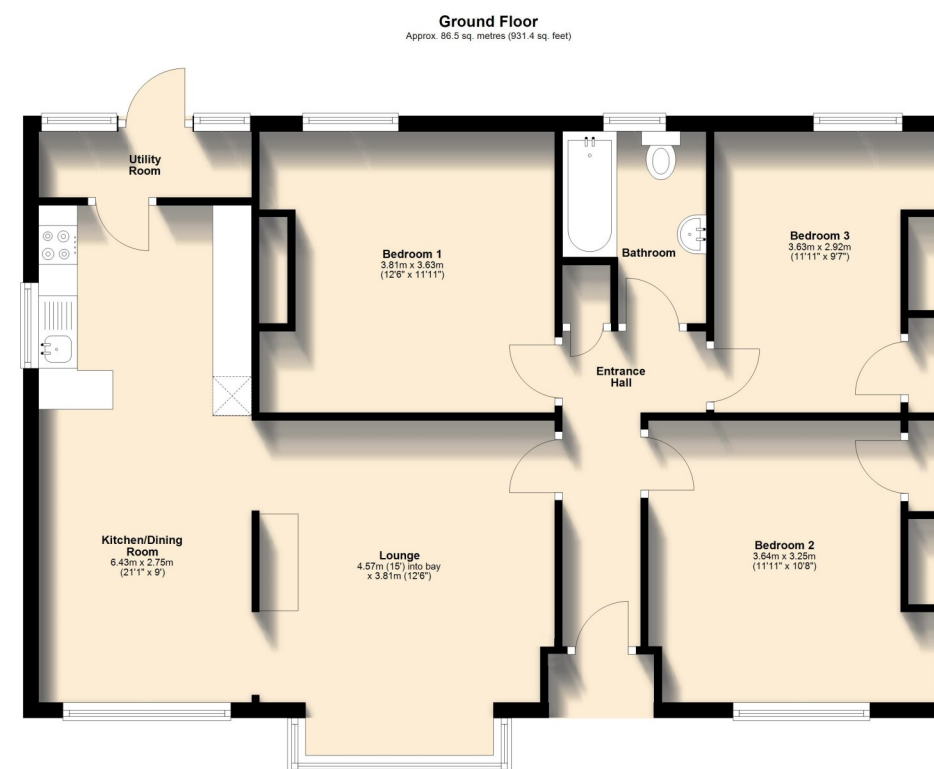 Ground Floor
Approx. 86.5 sq. metres (931.4 sq. feet)
Utility
Room
Bedroom 1
3.81m x 3.63m
(12'6" x 11'11")
Bathroom
Bedroom 3
3.63m x 2.92m
(11'11" x 9'7")
Entrance
Hall
Kitchen/Dining
Room
6.43m x 2.75m
(21'1" x 9')
Lounge
4.57m (15') into bay
x 3.81m (12'6")
Bedroom 2
3.64m x 3.25m
(11'11" x 10'8")